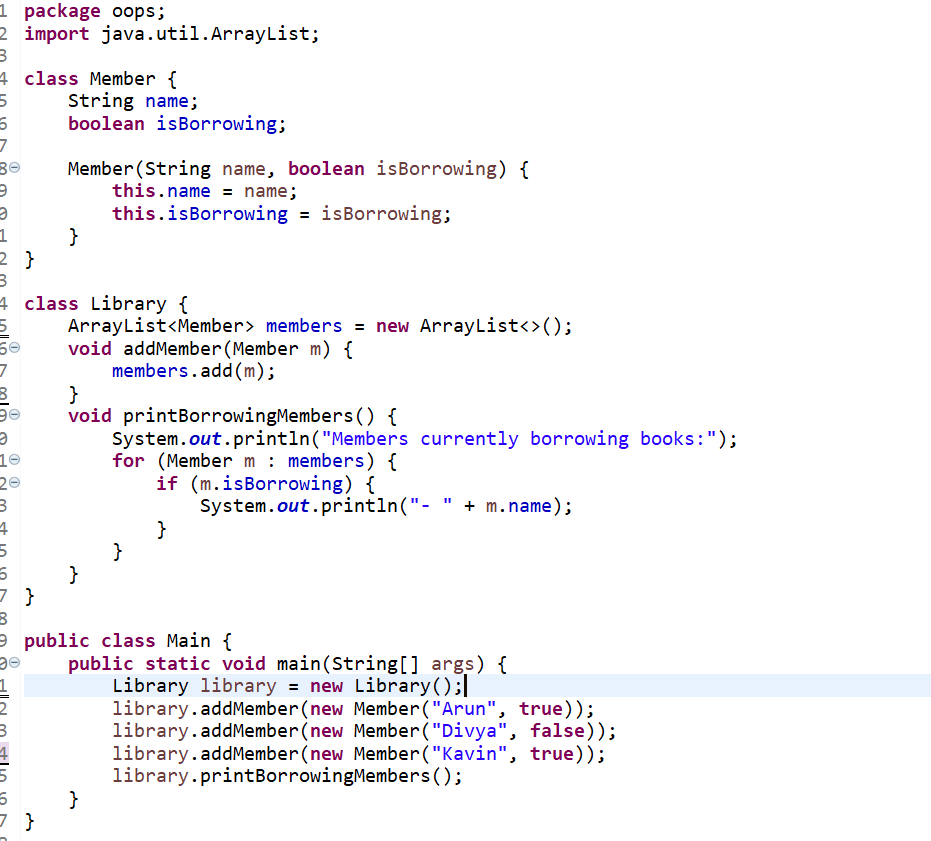 1 package oops;
2 import java.util.ArrayList;
3
4 class Member {
5     String name;
6     boolean isBorrowing;
7
8     Member(String name, boolean isBorrowing) {
9         this.name = name;
0         this.isBorrowing = isBorrowing;
1     }
2 }
3
4 class Library {
5     ArrayList<Member> members = new ArrayList<>();
6     void addMember(Member m) {
7         members.add(m);
8     }
9     void printBorrowingMembers() {
0         System.out.println("Members currently borrowing books:");
1         for (Member m : members) {
2             if (m.isBorrowing) {
3                 System.out.println("- " + m.name);
4             }
5         }
6     }
7 }
8
9 public class Main {
0     public static void main(String[] args) {
1         Library library = new Library();
2         library.addMember(new Member("Arun", true));
3         library.addMember(new Member("Divya", false));
4         library.addMember(new Member("Kavin", true));
5         library.printBorrowingMembers();
6     }
7 }